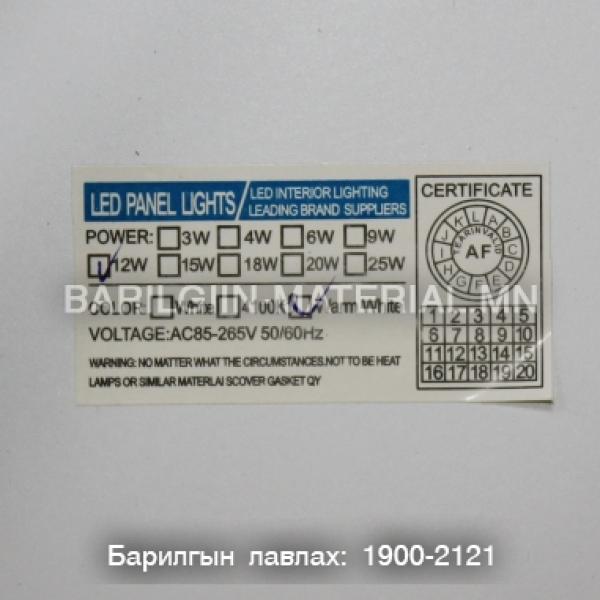 LED PANEL LIGHTS/ LED INTERIOR LIGHTING
LEADING BRAND SUPPLIERS
POWER: 3W 4W 6W 9W
12W 15W 18W 20W 25W
COLOR: White 4100K Warm White
VOLTAGE:AC85-265V 50/60Hz
WARNING: NO MATTER WHAT THE CIRCUMSTANCES.NOT TO BE HEAT
LAMPS OR SIMILAR MATERLAI SCOVER GASKET QY
CERTIFICATE
A B C D E G H I J K L
TEARINVALID
AF
1 2 3 4 5
6 7 8 9 10
11 12 13 14 15
16 17 18 19 20
BARILGIIN MATERIAL.MN
Барилгын лавлах: 1900-2121